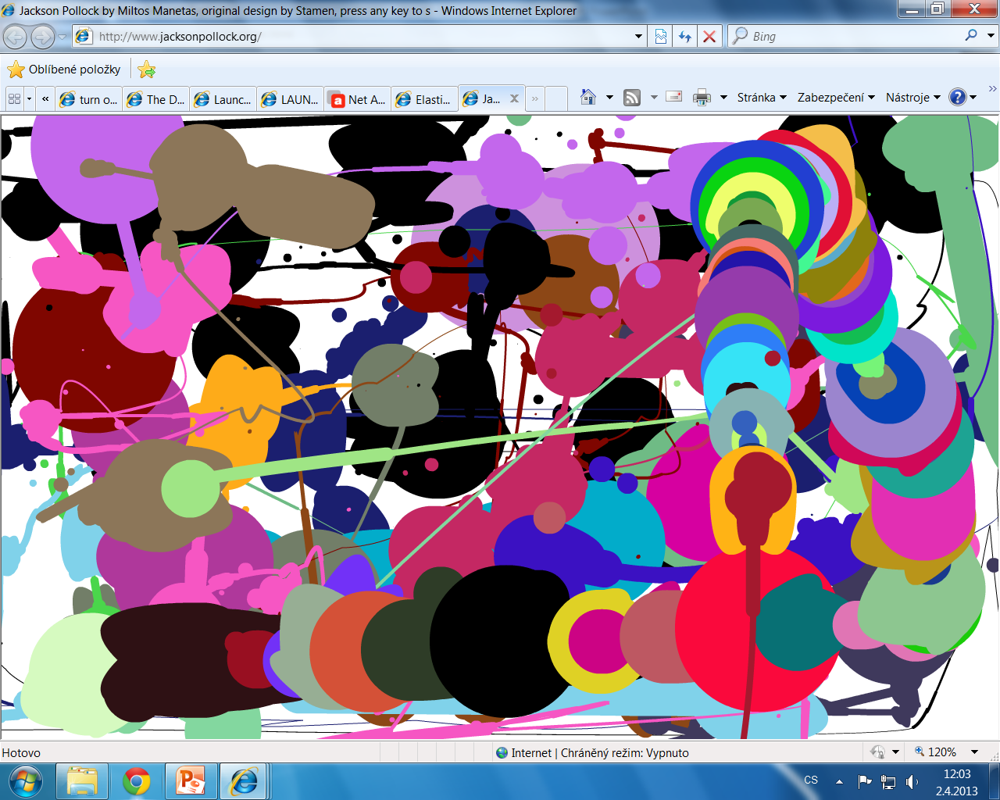 Jackson Pollock by Miltos Manetas, original design by Stamen, press any key to s - Windows Internet Explorer
http://www.jacksonpollock.org/
Bing
Oblíbené položky
turn o... The D... Launc... LAUN... Net A... Elasti... Ja... Stránka Zabezpečení Nástroje
Hotovo Internet | Chráněný režim: Vypnuto 120%
CS 12:03
2.4.2013